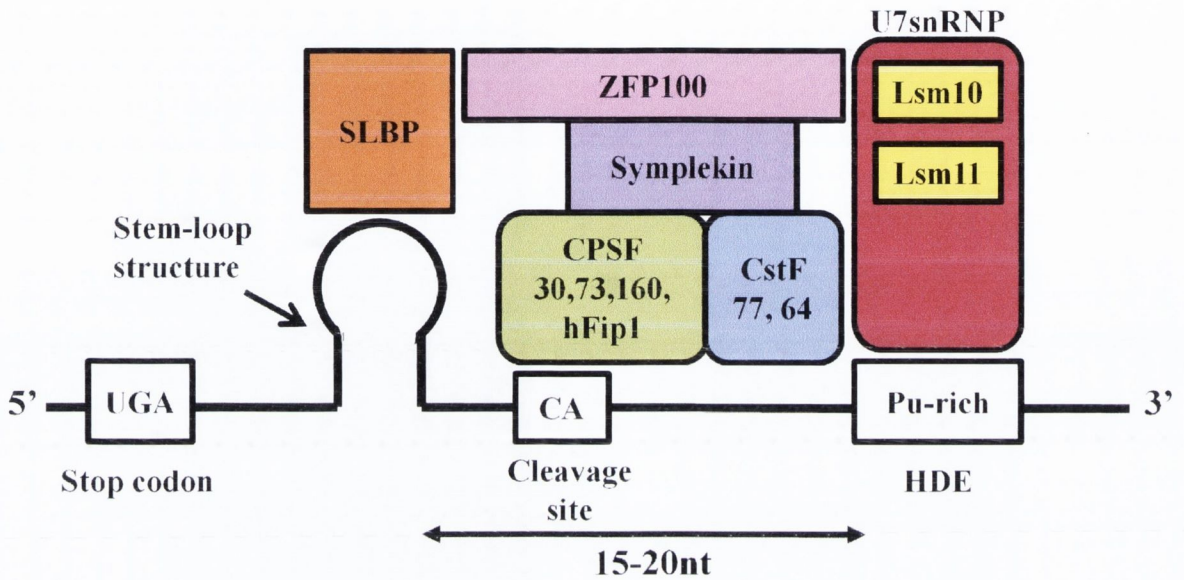 U7snRNP
SLBP
ZFP100
Lsm10
Symplekin
Lsm11
Stem-loop
structure
CPSF
30,73,160,
hFip1
CstF
77, 64
5’
UGA
CA
Pu-rich
3’
Stop codon
Cleavage
site
HDE
15-20nt